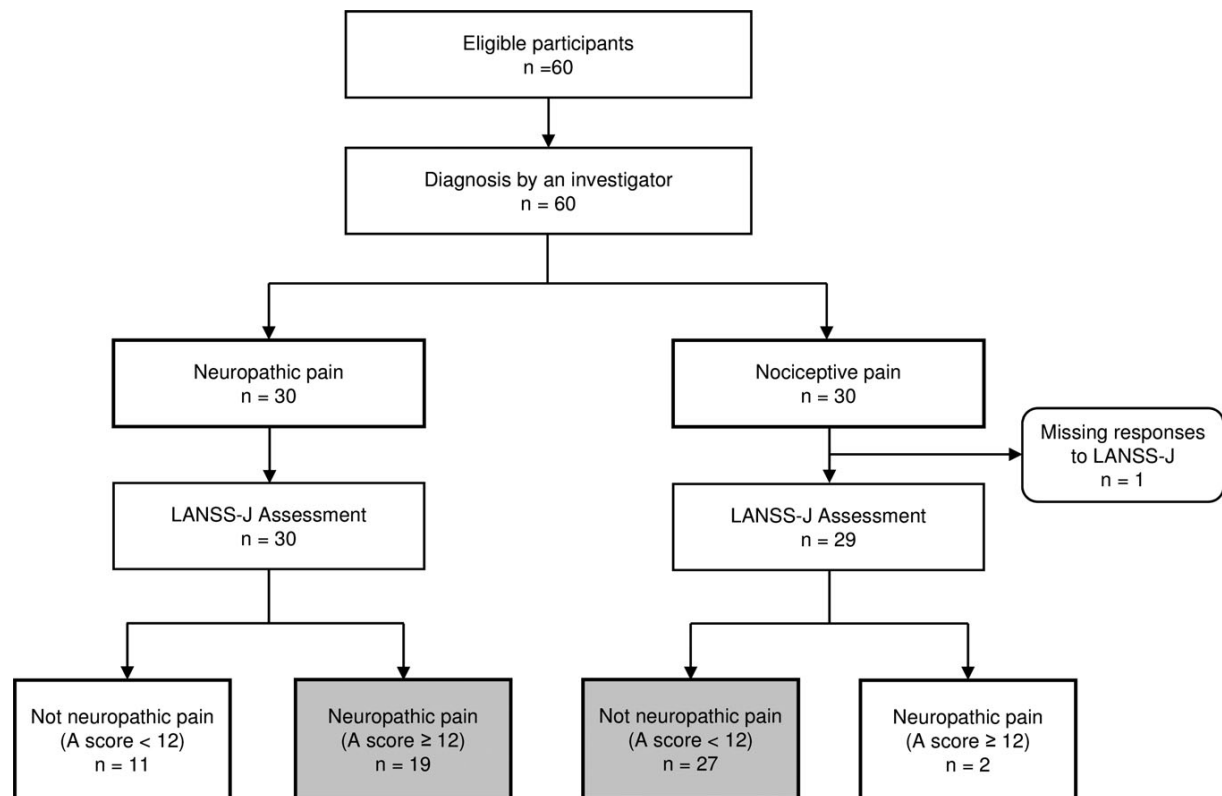 Eligible participants
n =60
Diagnosis by an investigator
n = 60
Neuropathic pain
n = 30
Nociceptive pain
n = 30
Missing responses
to LANSS-J
n = 1
LANSS-J Assessment
n = 30
LANSS-J Assessment
n = 29
Not neuropathic pain
(A score < 12)
n = 11
Neuropathic pain
(A score ≥ 12)
n = 19
Not neuropathic pain
(A score < 12)
n = 27
Neuropathic pain
(A score ≥ 12)
n = 2